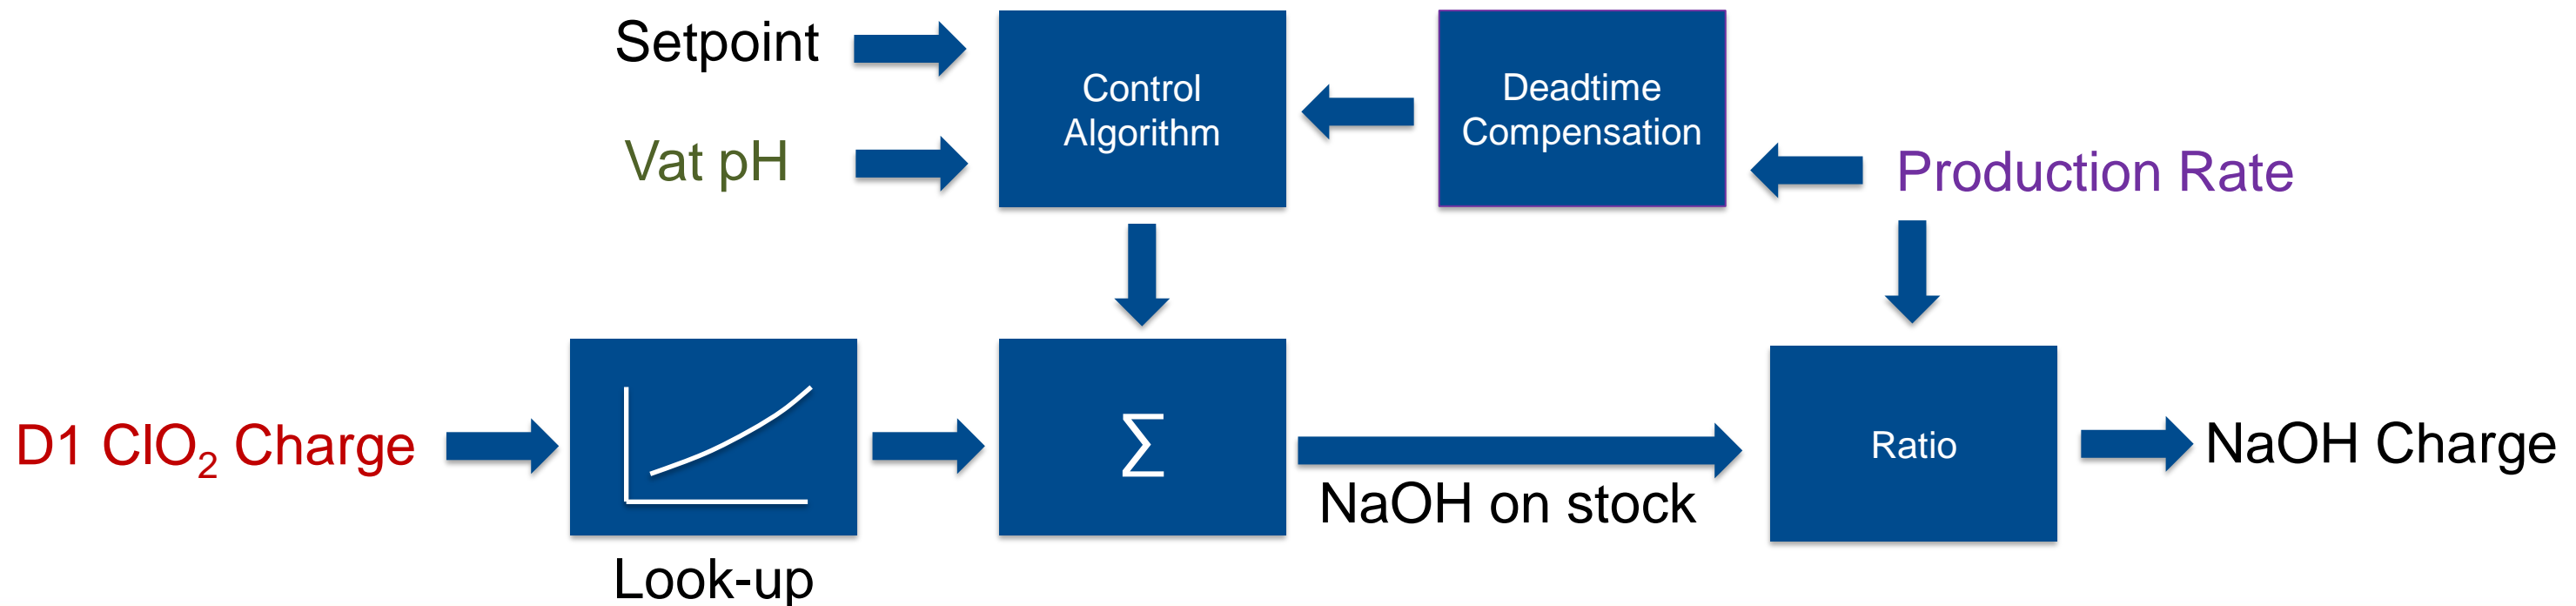 Setpoint
Control
Algorithm
Deadtime
Compensation
Vat pH
Production Rate
D1 ClO₂ Charge
∑
NaOH on stock
Ratio
NaOH Charge
Look-up